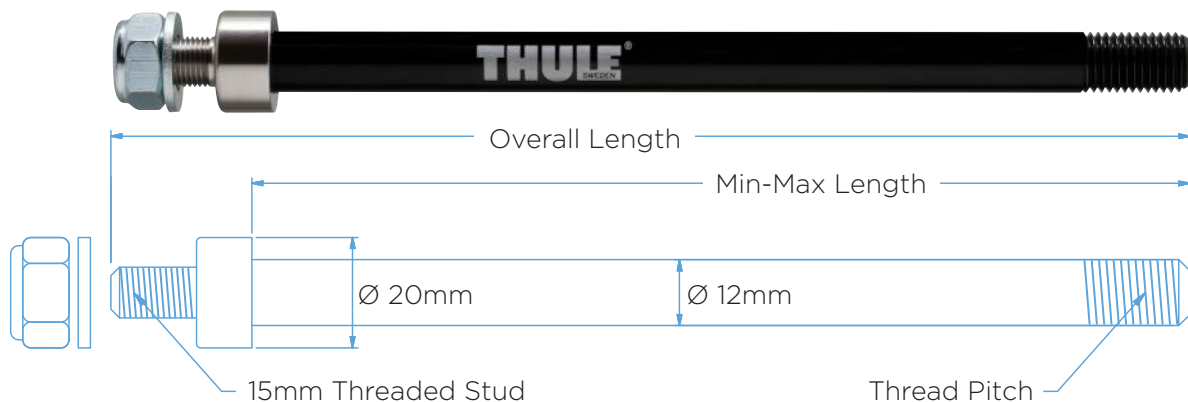 THULE®
SWEDEN
Overall Length
Min-Max Length
Ø 20mm
Ø 12mm
15mm Threaded Stud
Thread Pitch